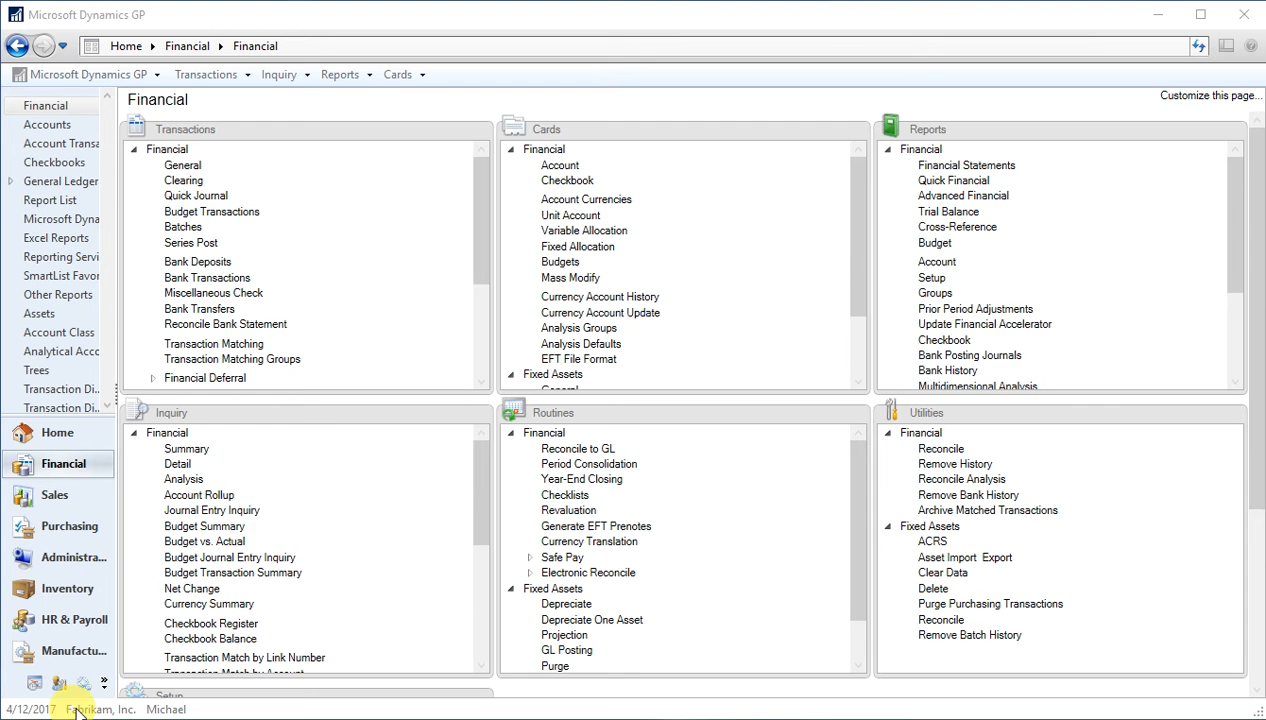 Microsoft Dynamics GP
Home Financial Financial
Microsoft Dynamics GP Transactions Inquiry Reports Cards
Financial
Accounts
Account Transa
Checkbooks
General Ledger
Report List
Microsoft Dyna
Excel Reports
Reporting Servi
SmartList Favor
Other Reports
Assets
Account Class
Analytical Acco
Trees
Transaction Di...
Transaction Di...
Home
Financial
Sales
Purchasing
Administra...
Inventory
HR & Payroll
Manufactu...
Financial
Customize this page...
Transactions
Financial
General
Clearing
Quick Journal
Budget Transactions
Batches
Series Post
Bank Deposits
Bank Transactions
Miscellaneous Check
Bank Transfers
Reconcile Bank Statement
Transaction Matching
Transaction Matching Groups
Financial Deferral
Cards
Financial
Account
Checkbook
Account Currencies
Unit Account
Variable Allocation
Fixed Allocation
Budgets
Mass Modify
Currency Account History
Currency Account Update
Analysis Groups
Analysis Defaults
EFT File Format
Fixed Assets
General
Reports
Financial
Financial Statements
Quick Financial
Advanced Financial
Trial Balance
Cross-Reference
Budget
Account
Setup
Groups
Prior Period Adjustments
Update Financial Accelerator
Checkbook
Bank Posting Journals
Bank History
Multidimensional Analysis
Inquiry
Financial
Summary
Detail
Analysis
Account Rollup
Journal Entry Inquiry
Budget Summary
Budget vs. Actual
Budget Journal Entry Inquiry
Budget Transaction Summary
Net Change
Currency Summary
Checkbook Register
Checkbook Balance
Transaction Match by Link Number
Transaction Match by Account
Routines
Financial
Reconcile to GL
Period Consolidation
Year-End Closing
Checklists
Revaluation
Generate EFT Prenotes
Currency Translation
Safe Pay
Electronic Reconcile
Fixed Assets
Depreciate
Depreciate One Asset
Projection
GL Posting
Purge
Utilities
Financial
Reconcile
Remove History
Reconcile Analysis
Remove Bank History
Archive Matched Transactions
Fixed Assets
ACRS
Asset Import Export
Clear Data
Delete
Purge Purchasing Transactions
Reconcile
Remove Batch History
Setup
4/12/2017 Fabrikam, Inc. Michael